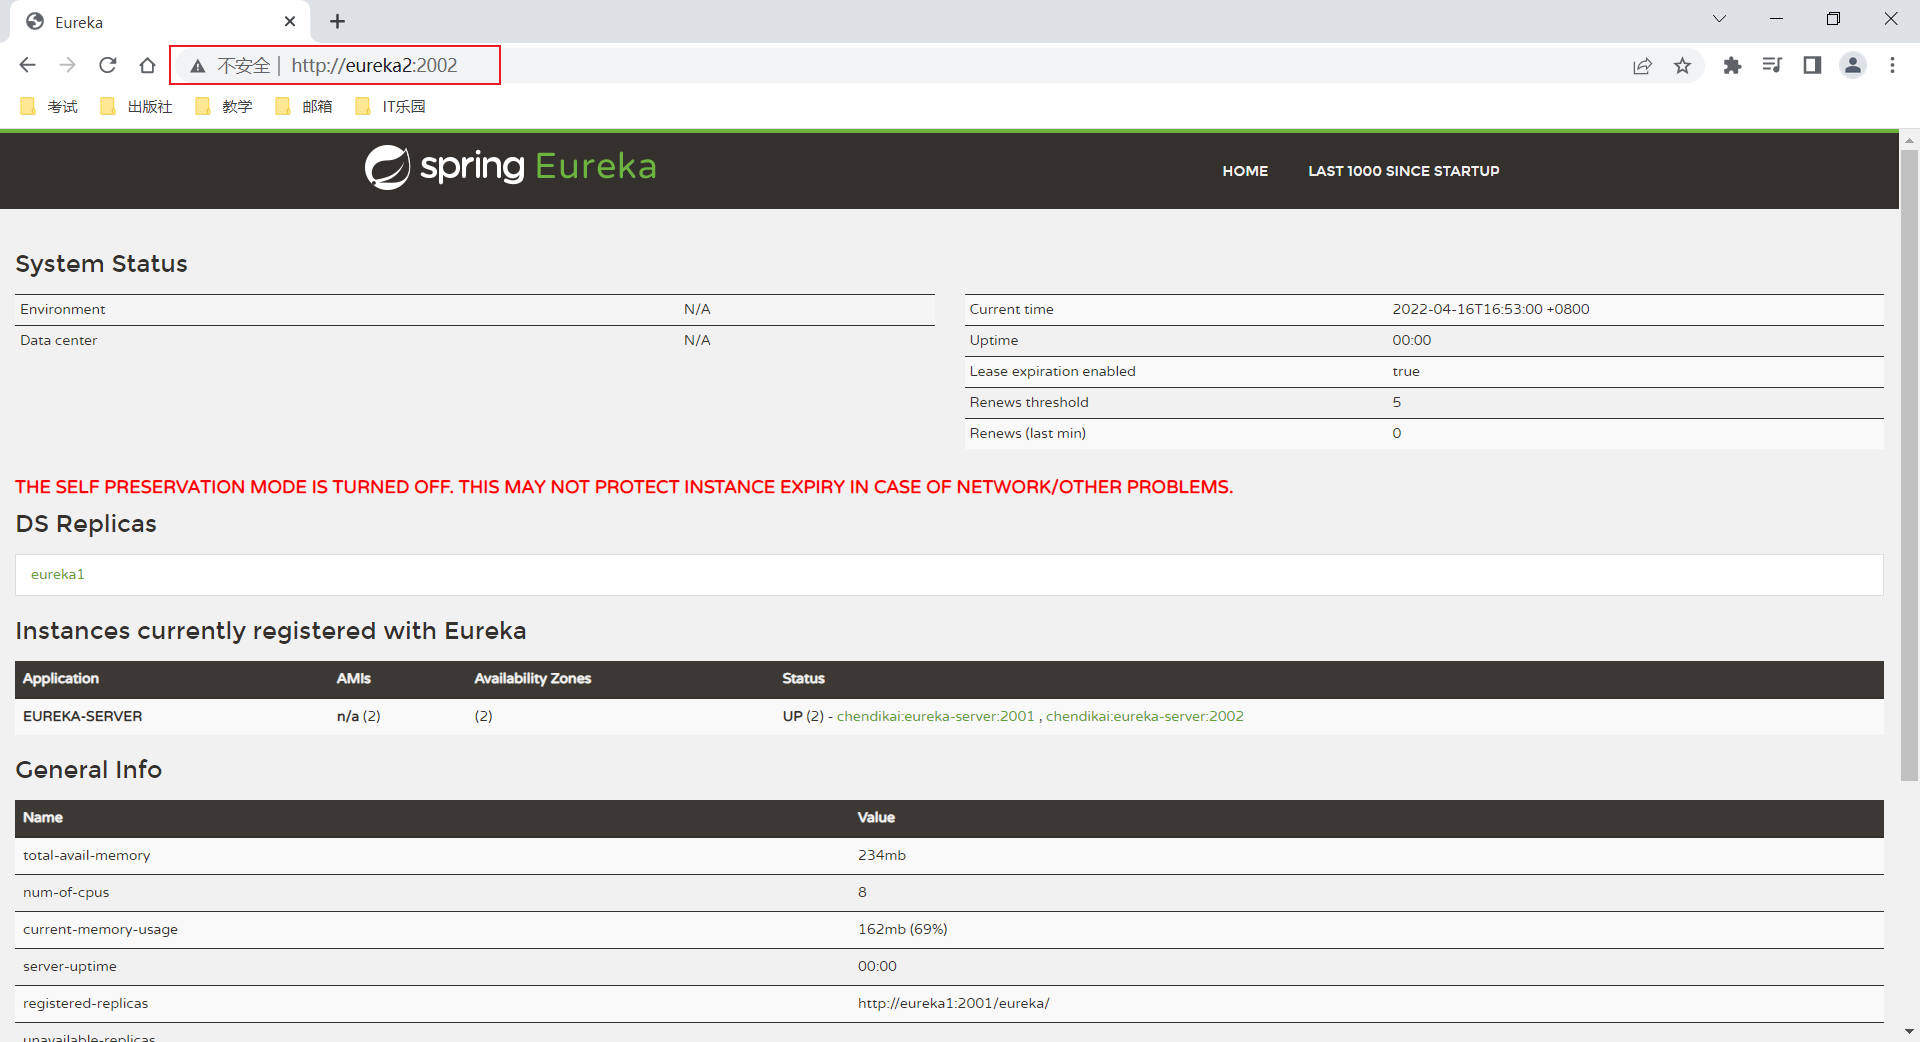 Eureka
不安全 | http://eureka2:2002
考试 出版社 教学 邮箱 IT乐园
spring Eureka HOME LAST 1000 SINCE STARTUP
System Status
Environment N/A
Data center N/A
Current time 2022-04-16T16:53:00 +0800
Uptime 00:00
Lease expiration enabled true
Renews threshold 5
Renews (last min) 0
THE SELF PRESERVATION MODE IS TURNED OFF. THIS MAY NOT PROTECT INSTANCE EXPIRY IN CASE OF NETWORK/OTHER PROBLEMS.
DS Replicas
eureka1
Instances currently registered with Eureka
Application AMIs Availability Zones Status
EUREKA-SERVER n/a (2) (2) UP (2) - chendikai:eureka-server:2001 , chendikai:eureka-server:2002
General Info
Name Value
total-avail-memory 234mb
num-of-cpus 8
current-memory-usage 162mb (69%)
server-uptime 00:00
registered-replicas http://eureka1:2001/eureka/
unavailable-replicas